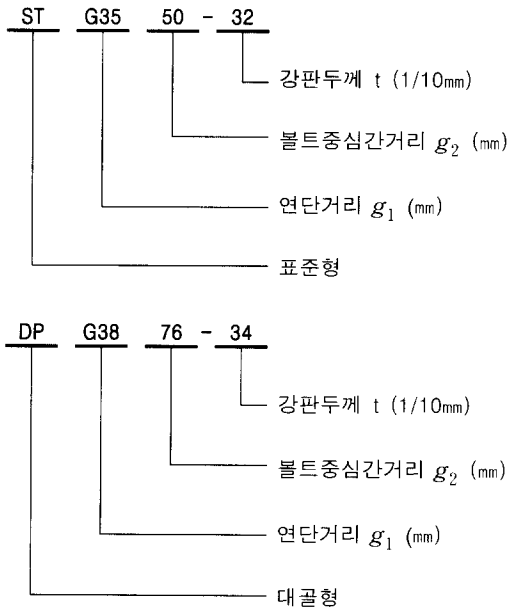 ST G35 50 - 32
강판두께 t (1/10mm)
볼트중심간거리 g₂ (mm)
연단거리 g₁ (mm)
표준형
DP G38 76 - 34
강판두께 t (1/10mm)
볼트중심간거리 g₂ (mm)
연단거리 g₁ (mm)
대골형